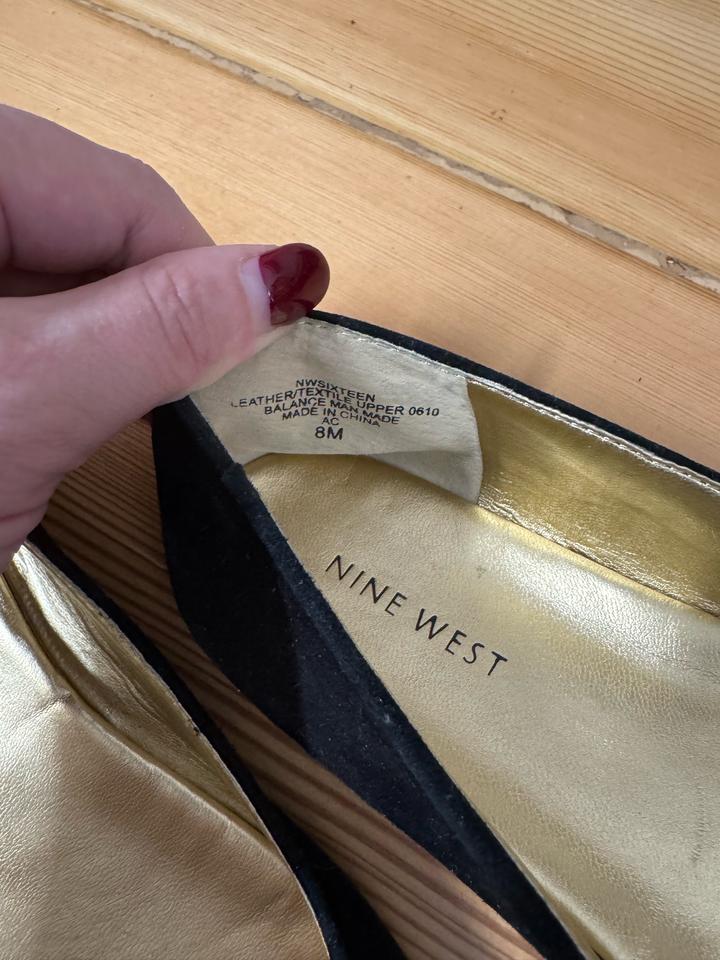 NWSIXTEEN
LEATHER/TEXTILE UPPER 0610
BALANCE MAN MADE
MADE IN CHINA
AC
8M
NINE WEST